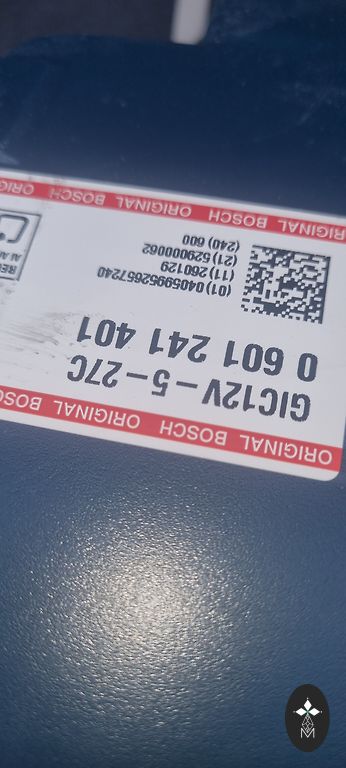 ORIGINAL BOSCH ORIGINAL BOSCH
GIC12V–5–27C
0 601 241 401
(01)04059952657240
(11) 260129
(21) 529000062
(240) 600
ORIGINAL BOSCH ORIGINAL BOSCH
M